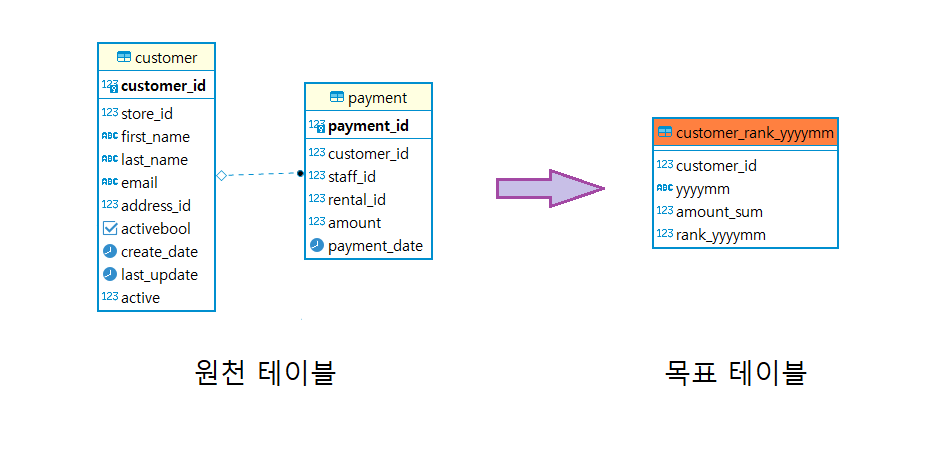 customer
123 customer_id
123 store_id
ABC first_name
ABC last_name
ABC email
123 address_id
activebool
create_date
last_update
123 active
payment
123 payment_id
123 customer_id
123 staff_id
123 rental_id
123 amount
payment_date
customer_rank_yyyymm
123 customer_id
ABC yyyymm
123 amount_sum
123 rank_yyyymm
원천 테이블
목표 테이블